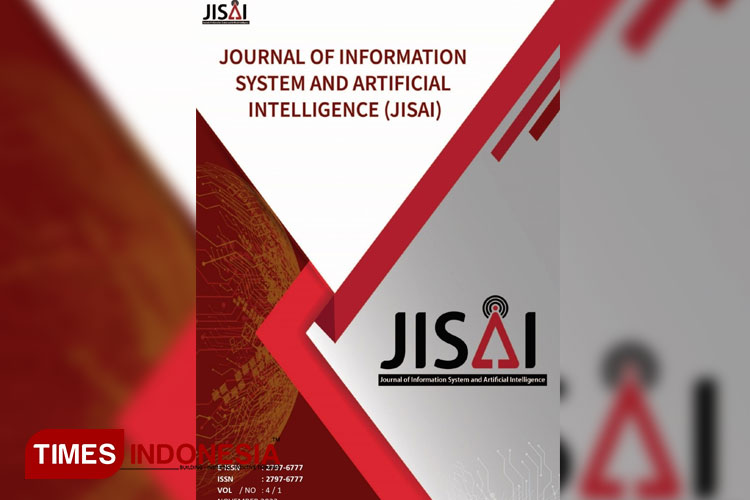 JISAI
JOURNAL OF INFORMATION
SYSTEM AND ARTIFICIAL
INTELLIGENCE (JISAI)
JISAI
Journal of Information System and Artificial Intelligence
TIMES INDONESIA
E-ISSN : 2797-6777
ISSN : 2797-6777
VOL / NO : 4 / 1